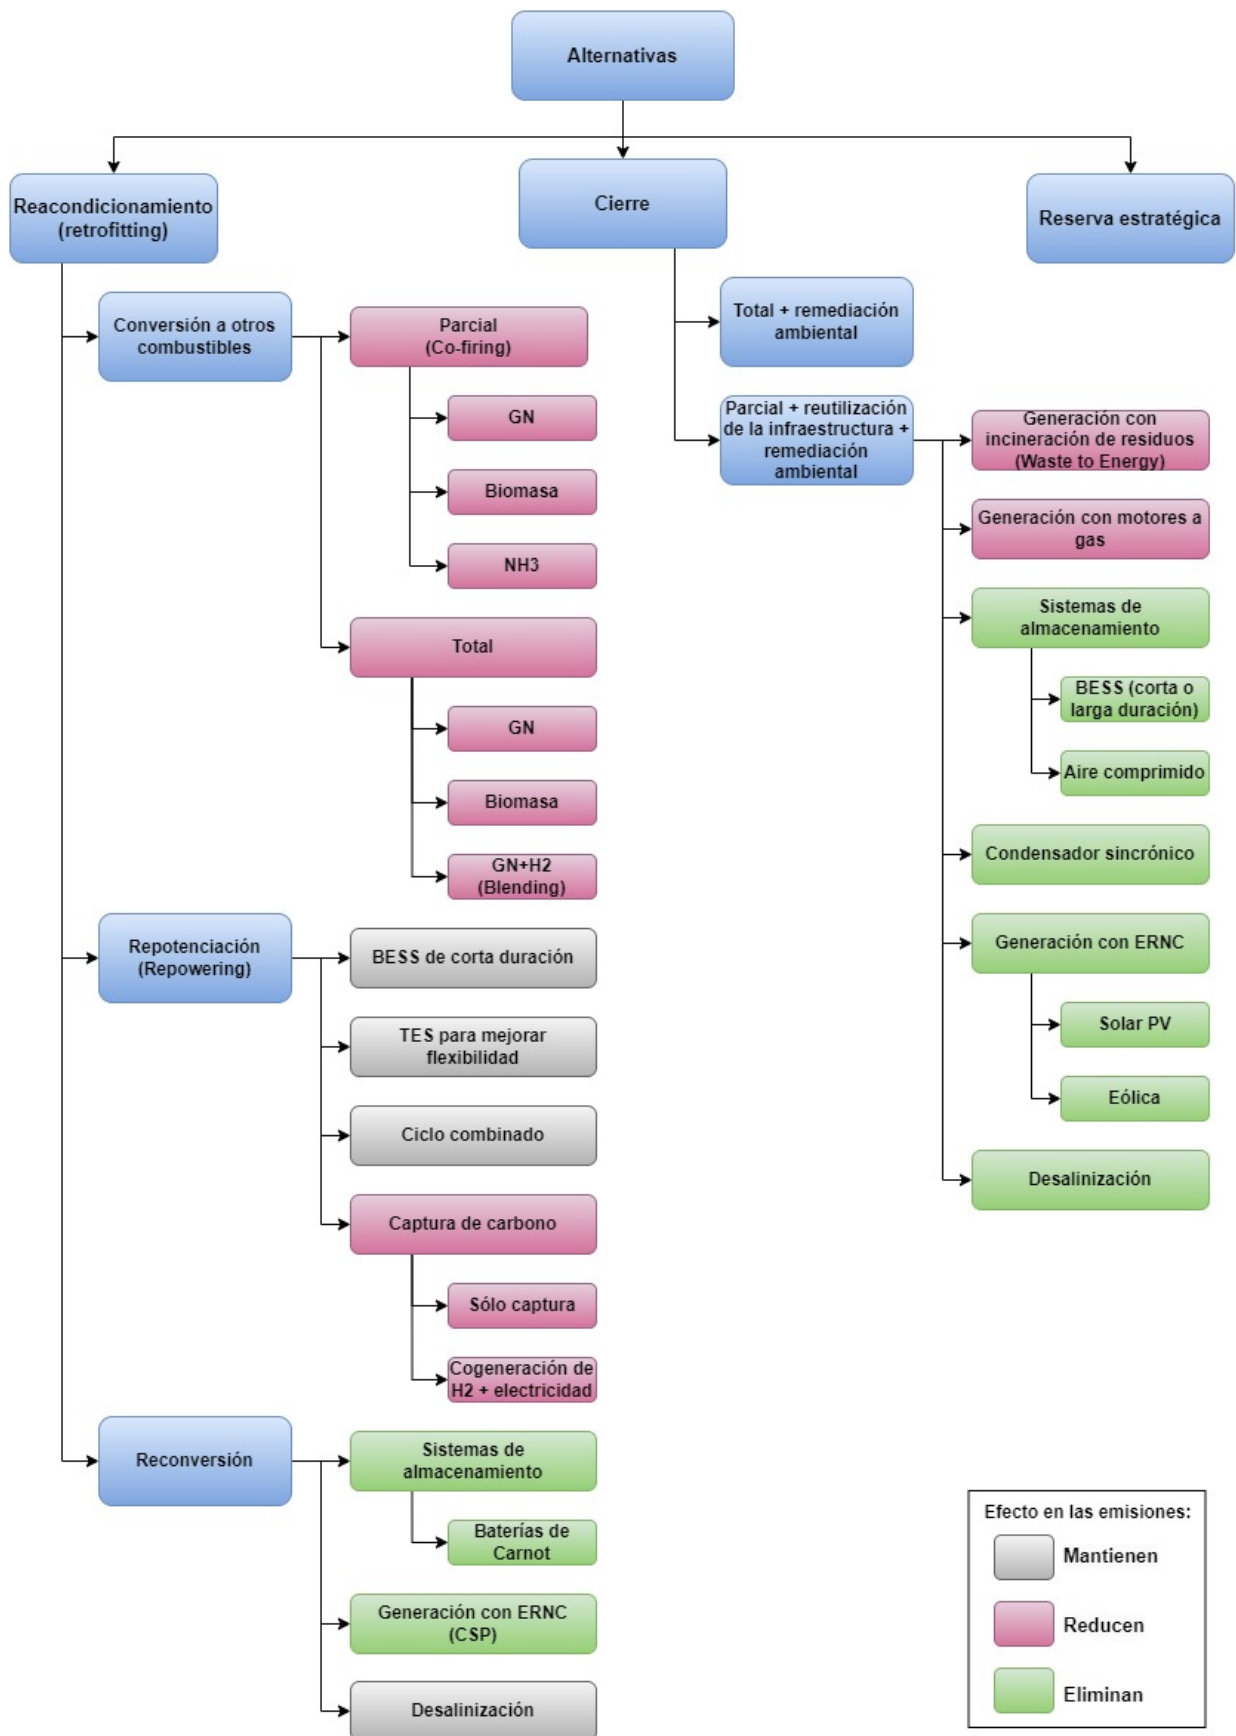 Alternativas
Reacondicionamiento
(retrofitting)
Cierre
Reserva estratégica
Conversión a otros
combustibles
Parcial
(Co-firing)
GN
Biomasa
NH3
Total
GN
Biomasa
GN+H2
(Blending)
Repotenciación
(Repowering)
BESS de corta duración
TES para mejorar
flexibilidad
Ciclo combinado
Captura de carbono
Sólo captura
Cogeneración de
H2 + electricidad
Reconversión
Sistemas de
almacenamiento
Baterías de
Carnot
Generación con ERNC
(CSP)
Desalinización
Total + remediación
ambiental
Parcial + reutilización
de la infraestructura +
remediación
ambiental
Generación con
incineración de residuos
(Waste to Energy)
Generación con motores a
gas
Sistemas de
almacenamiento
BESS (corta o
larga duración)
Aire comprimido
Condensador sincrónico
Generación con ERNC
Solar PV
Eólica
Desalinización
Efecto en las emisiones:
Mantienen
Reducen
Eliminan